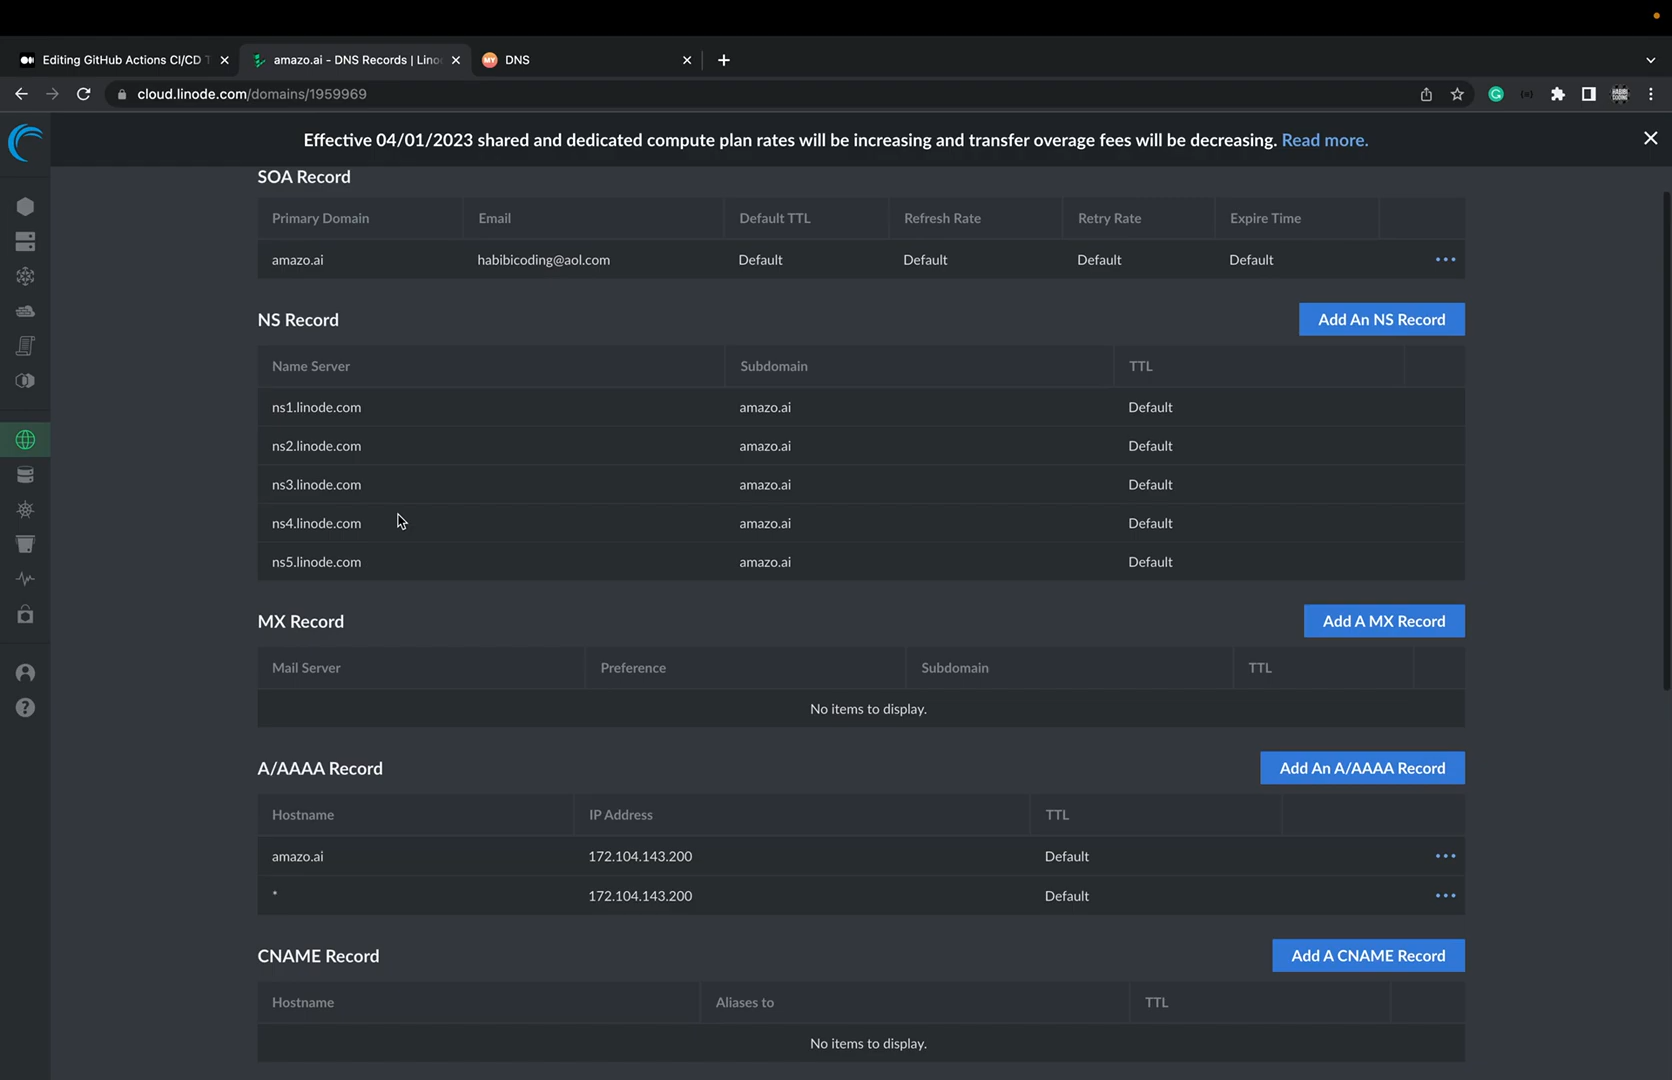 Editing GitHub Actions CI/CD
amazo.ai - DNS Records | Lino
MY DNS
cloud.linode.com/domains/1959969
Effective 04/01/2023 shared and dedicated compute plan rates will be increasing and transfer overage fees will be decreasing. Read more.
SOA Record
Primary Domain Email Default TTL Refresh Rate Retry Rate Expire Time
amazo.ai habibicoding@aol.com Default Default Default Default
NS Record Add An NS Record
Name Server Subdomain TTL
ns1.linode.com amazo.ai Default
ns2.linode.com amazo.ai Default
ns3.linode.com amazo.ai Default
ns4.linode.com amazo.ai Default
ns5.linode.com amazo.ai Default
MX Record Add A MX Record
Mail Server Preference Subdomain TTL
No items to display.
A/AAAA Record Add An A/AAAA Record
Hostname IP Address TTL
amazo.ai 172.104.143.200 Default
* 172.104.143.200 Default
CNAME Record Add A CNAME Record
Hostname Aliases to TTL
No items to display.